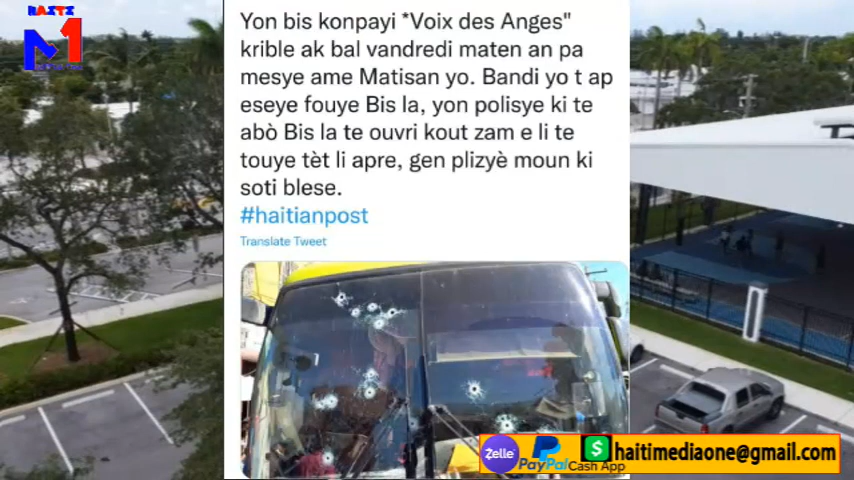 HAITI
M1
Yon bis konpayi "Voix des Anges"
krible ak bal vandredi maten an pa
mesye ame Matisan yo. Bandi yo t ap
eseye fouye Bis la, yon polisye ki te
abò Bis la te ouvri kout zam e li te
touye tèt li apre, gen plizyè moun ki
soti blese.
#haitianpost
Translate Tweet
Zelle
PayPal
$
Cash App
haitimediaone@gmail.com